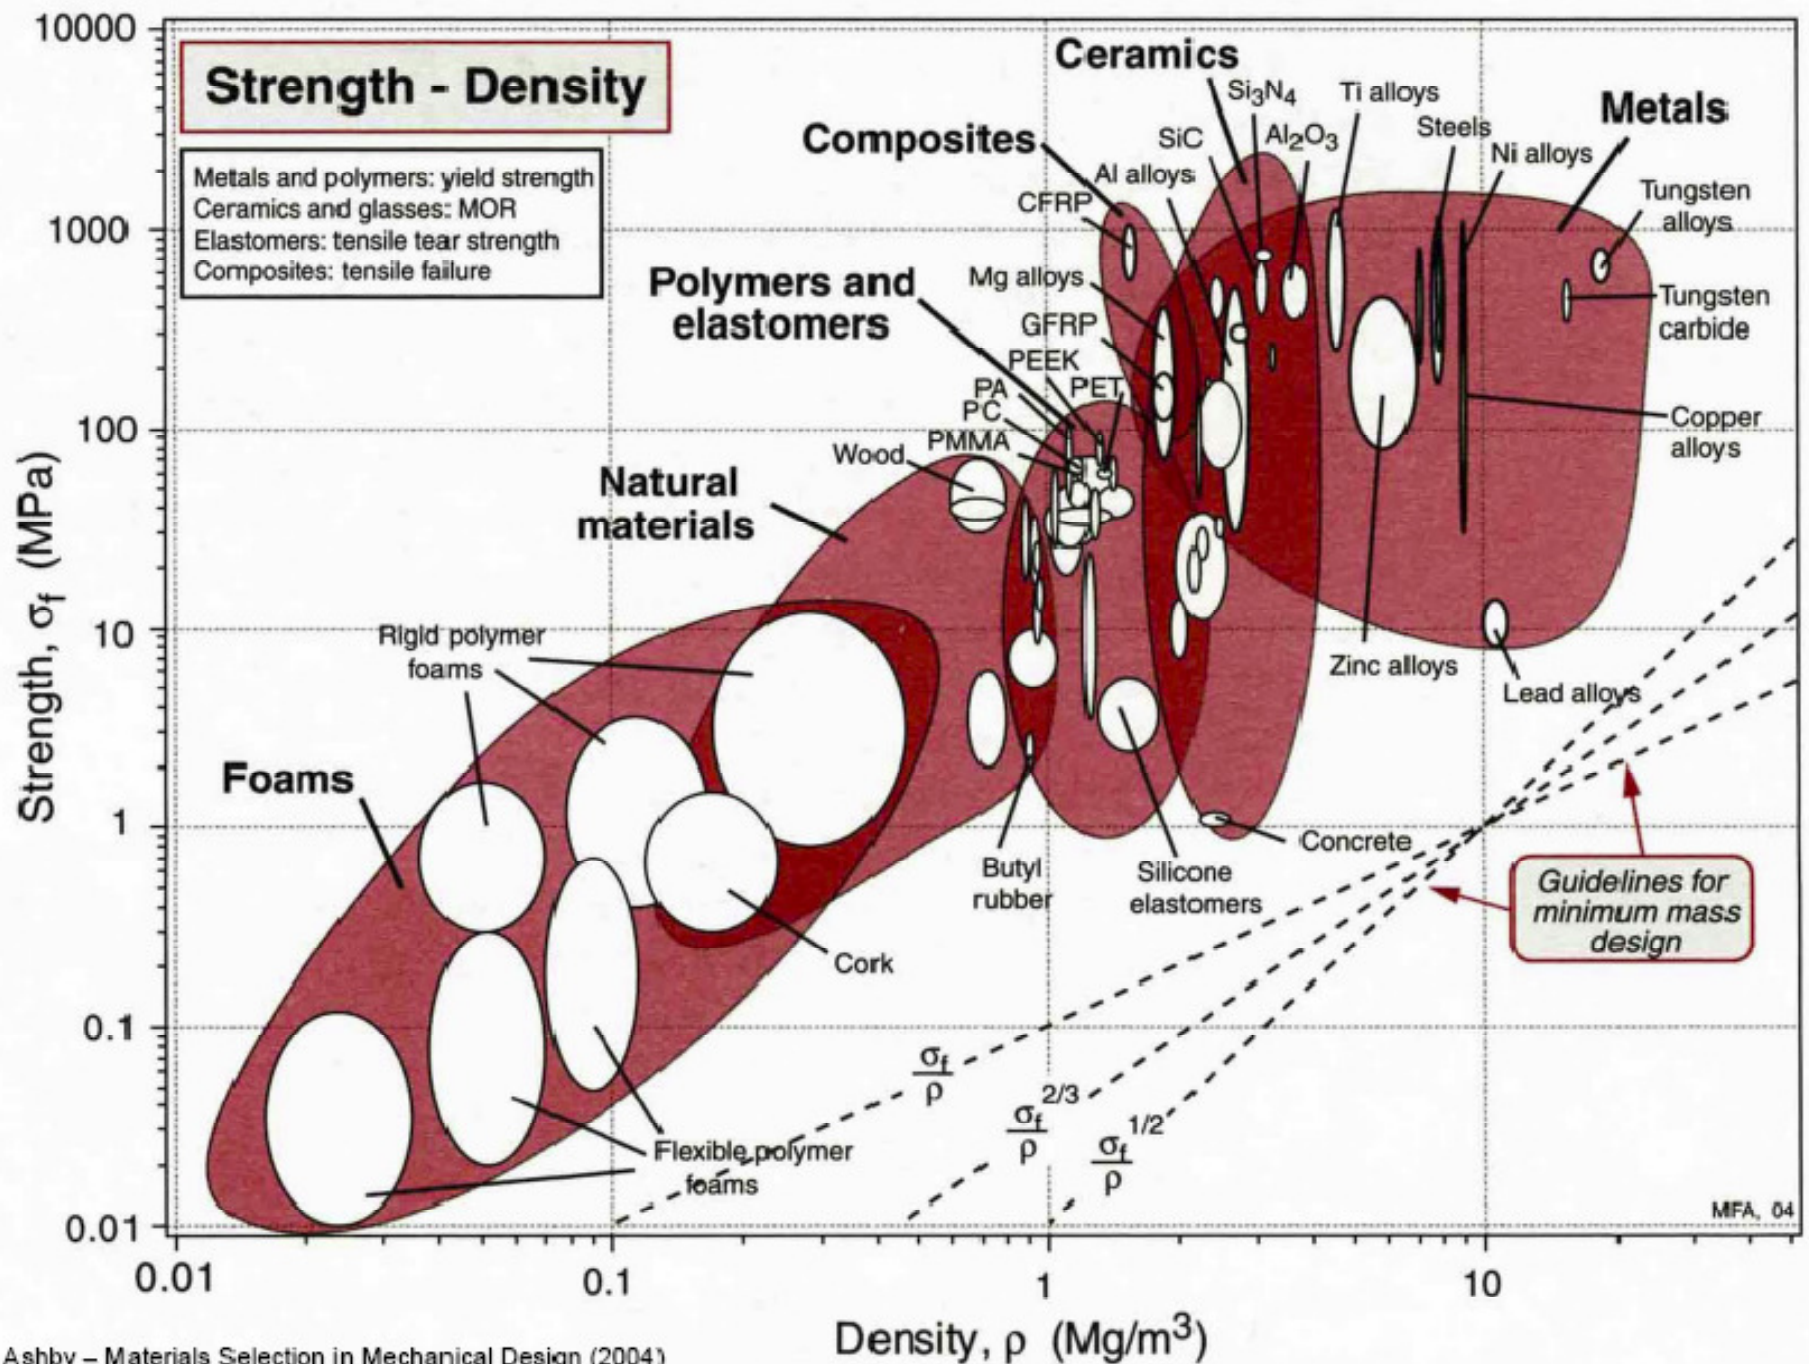 Strength - Density
Metals and polymers: yield strength
Ceramics and glasses: MOR
Elastomers: tensile tear strength
Composites: tensile failure
10000
1000
100
10
1
0.1
0.01
Strength, σf (MPa)
Ceramics
Si3N4
Ti alloys
Composites
SiC
Al2O3
Steels
Metals
Ni alloys
Al alloys
CFRP
Tungsten
alloys
Polymers and
elastomers
Mg alloys
Tungsten
carbide
GFRP
PEEK
PA
PET
PC
PMMA
Wood
Copper
alloys
Natural
materials
Rigid polymer
foams
Zinc alloys
Lead alloys
Foams
Butyl
rubber
Silicone
elastomers
Concrete
Guidelines for
minimum mass
design
Cork
σf
ρ
σf 2/3
ρ
σf 1/2
ρ
Flexible polymer
foams
MFA, 04
0.01
0.1
1
10
Density, ρ (Mg/m3)
Ashby – Materials Selection in Mechanical Design (2004)